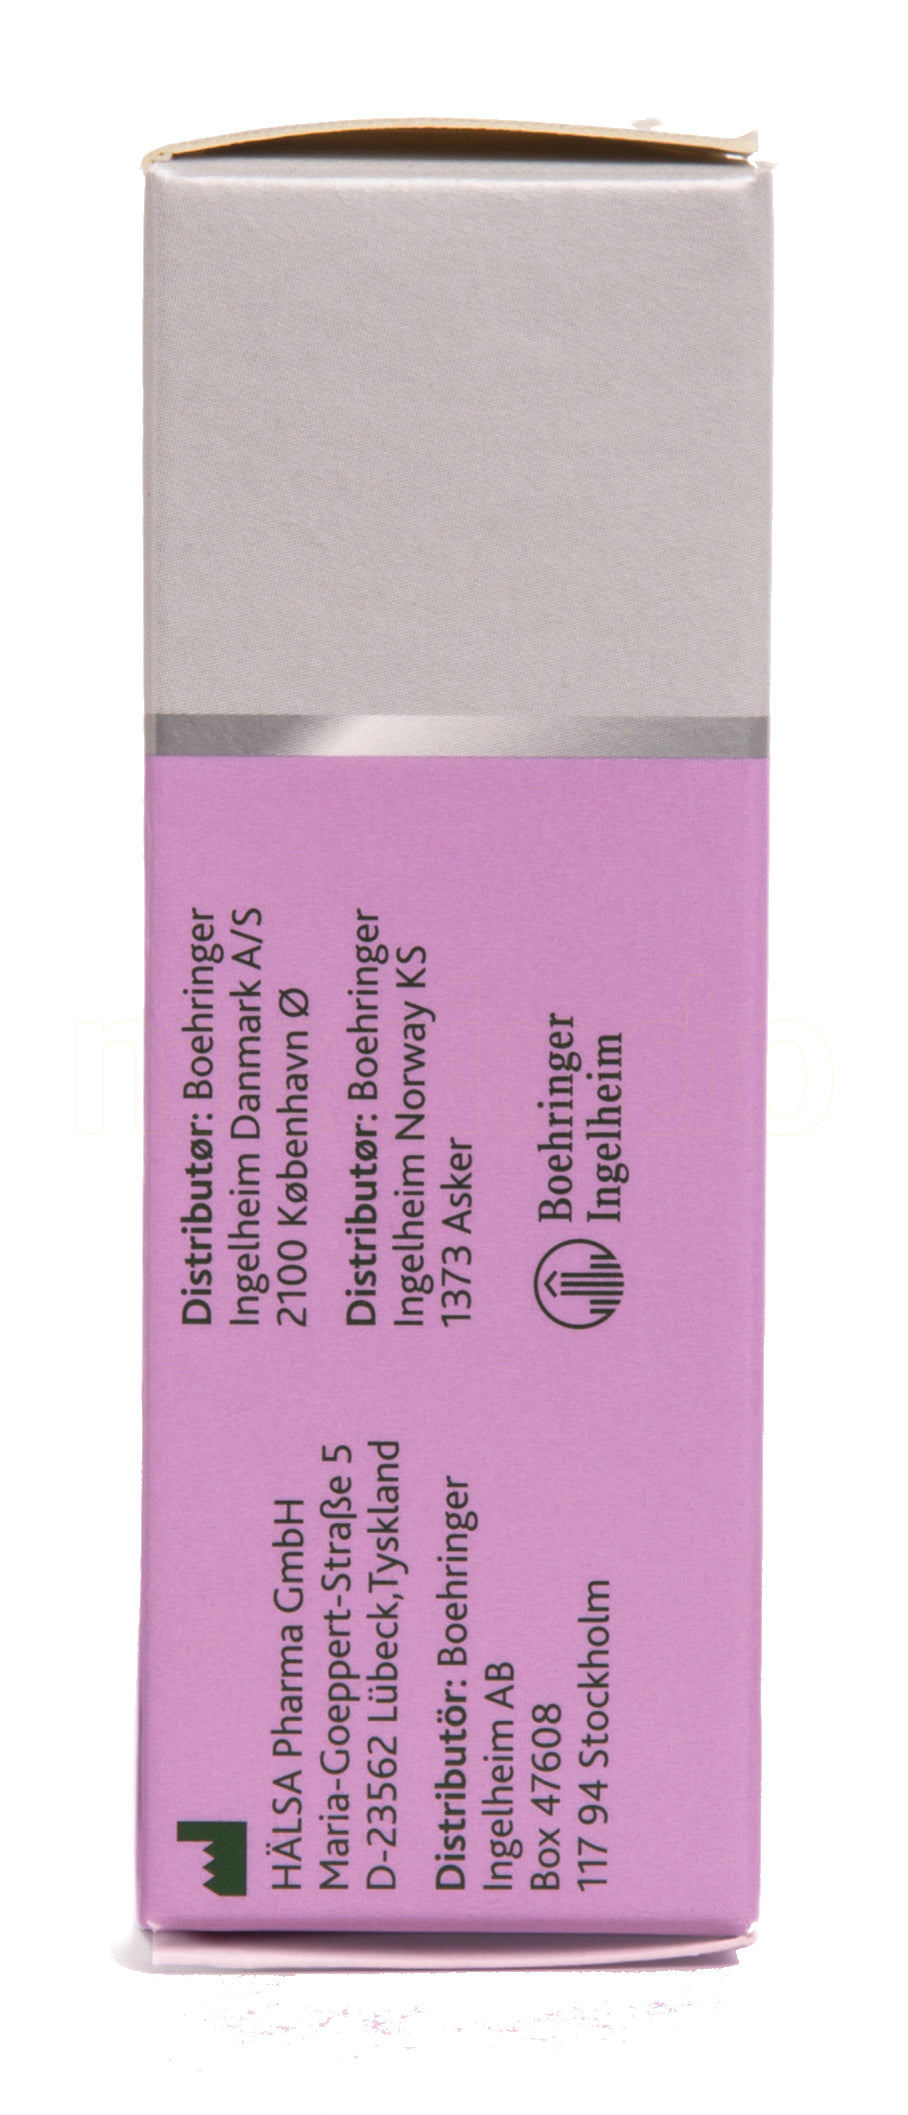 HÄLSA Pharma GmbH
Maria-Goeppert-Straße 5
D-23562 Lübeck,Tyskland
Distributör: Boehringer
Ingelheim AB
Box 47608
117 94 Stockholm
Distributør: Boehringer
Ingelheim Danmark A/S
2100 København Ø
Distributør: Boehringer
Ingelheim Norway KS
1373 Asker
Boehringer
Ingelheim